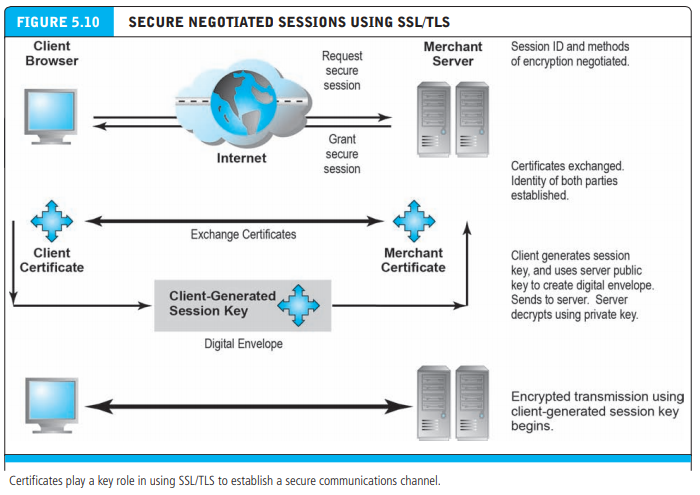 FIGURE 5.10 SECURE NEGOTIATED SESSIONS USING SSL/TLS
Client
Browser
Request
secure
session
Merchant
Server
Session ID and methods
of encryption negotiated.
Internet
Grant
secure
session
Certificates exchanged.
Identity of both parties
established.
Exchange Certificates
Client
Certificate
Merchant
Certificate
Client generates session
key, and uses server public
key to create digital envelope.
Sends to server. Server
decrypts using private key.
Client-Generated
Session Key
Digital Envelope
Encrypted transmission using
client-generated session key
begins.
Certificates play a key role in using SSL/TLS to establish a secure communications channel.